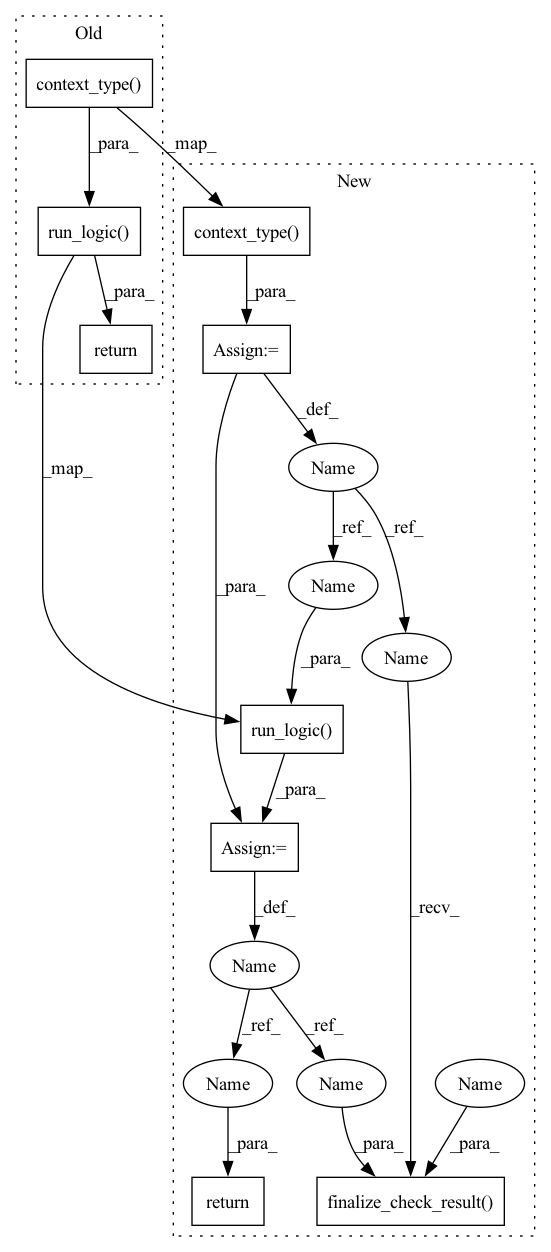 Old
context_type()
_para_
_map_
New
run_logic()
context_type()
_para_
_para_
return
Assign:=
_def_
Name
_map_
_ref_
_ref_
_para_
Name
Name
_para_
run_logic()
_para_
Assign:=
_def_
_recv_
Name
_ref_
_ref_
Name
Name
Name
_para_
_para_
_para_
return
finalize_check_result()